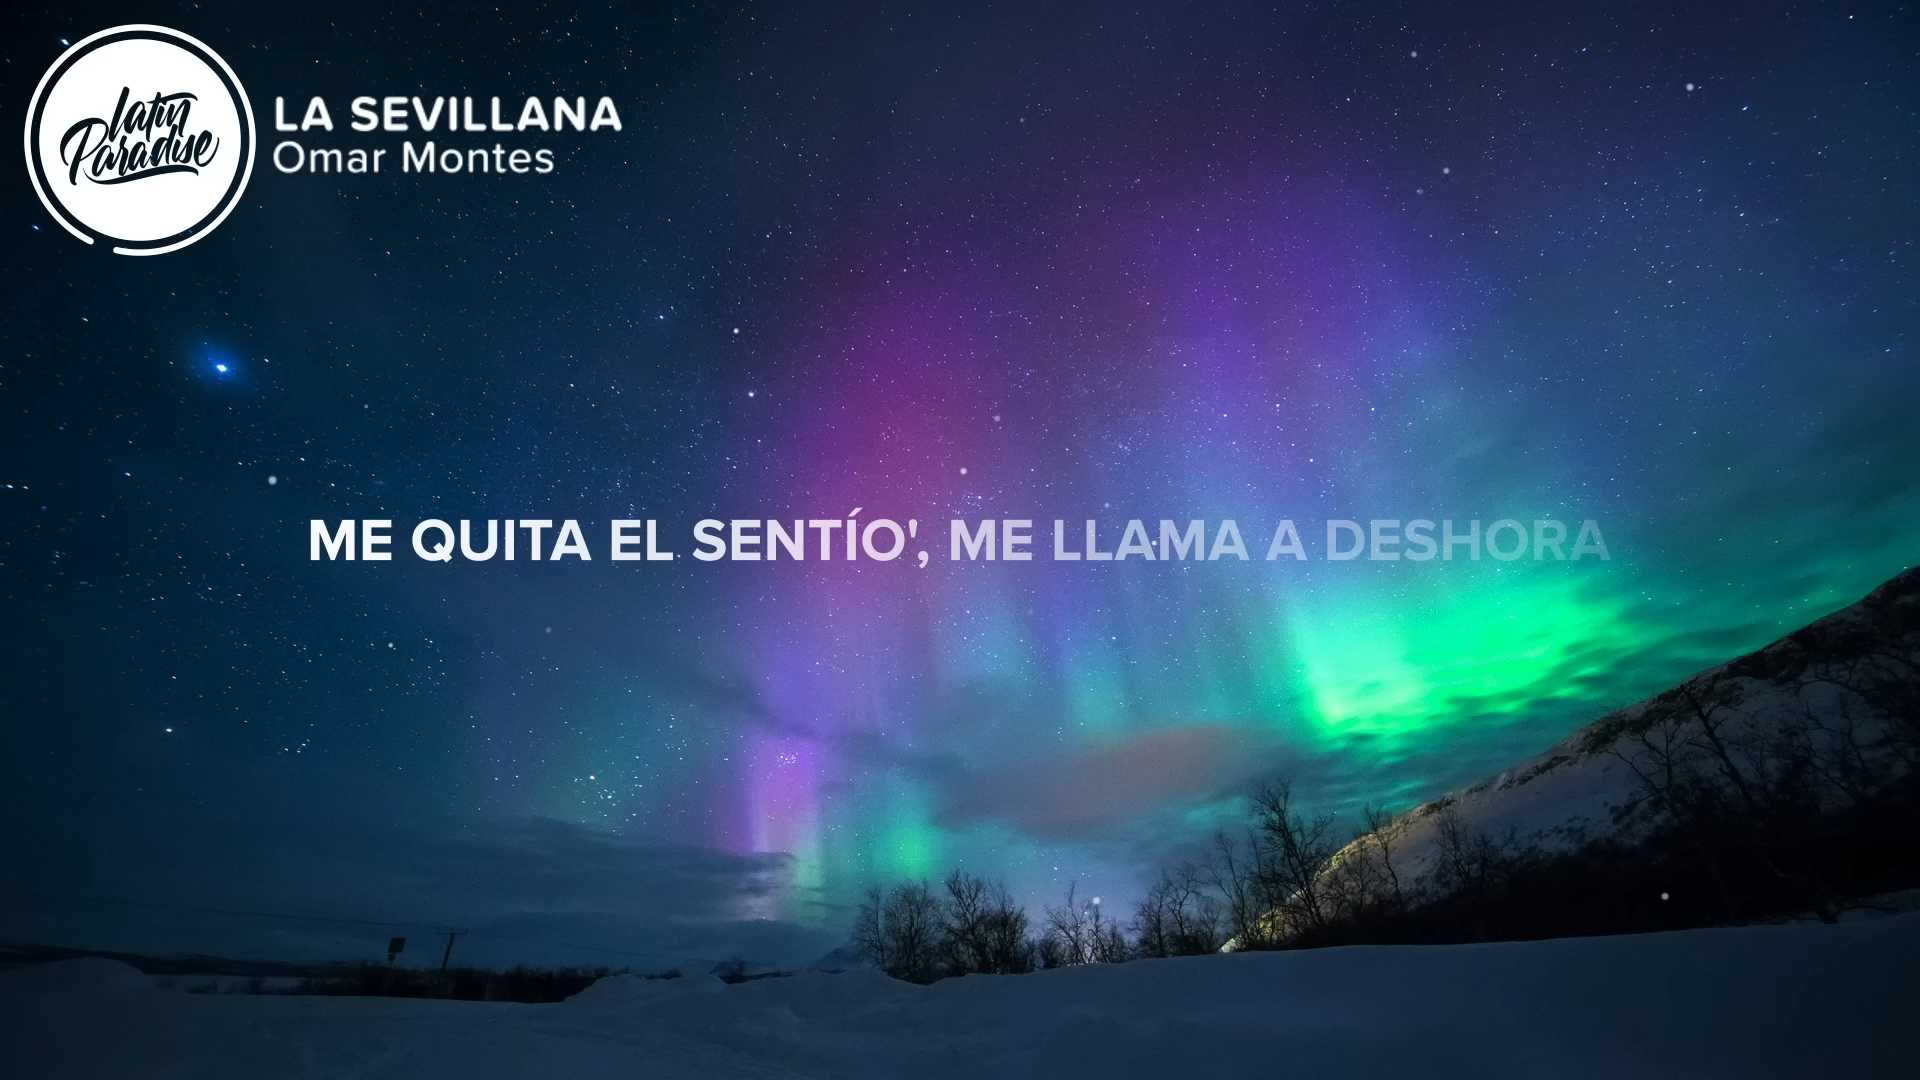 latin
Paradise
LA SEVILLANA
Omar Montes
ME QUITA EL SENTÍO', ME LLAMA A DESHORA